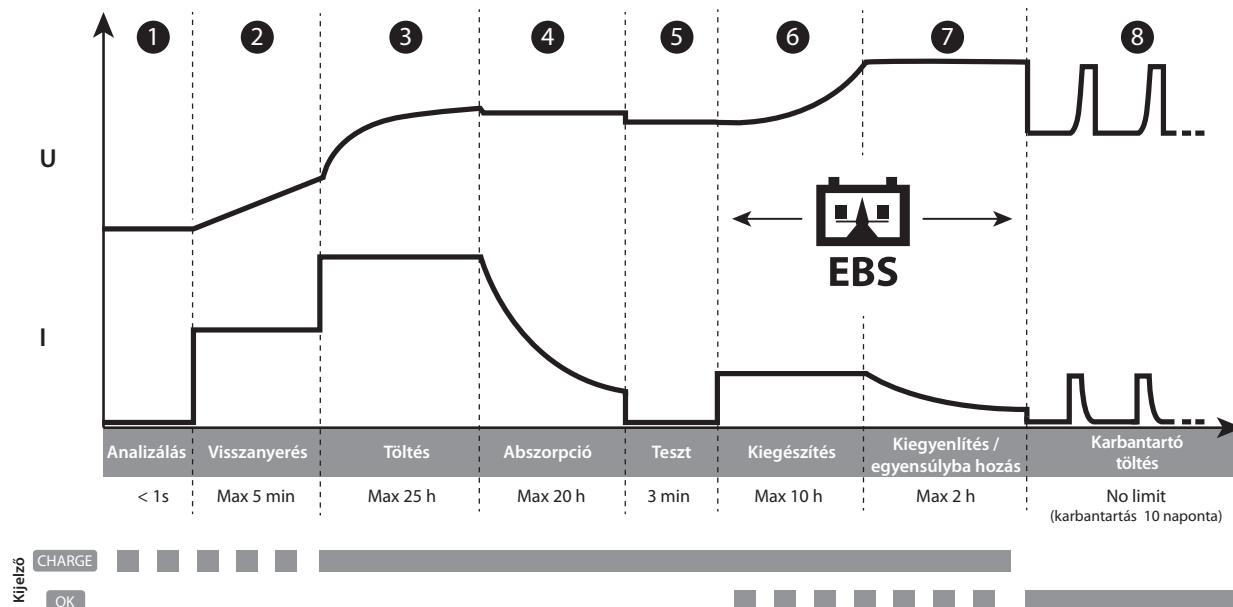 1 2 3 4 5 6 7 8
U
EBS
I
Analizálás Visszanyerés Töltés Abszorpció Teszt Kiegészítés Kiegyenlítés / egyensúlyba hozás Karbantartó töltés
< 1s Max 5 min Max 25 h Max 20 h 3 min Max 10 h Max 2 h No limit
(karbantartás 10 naponta)
Kijelző
CHARGE
OK